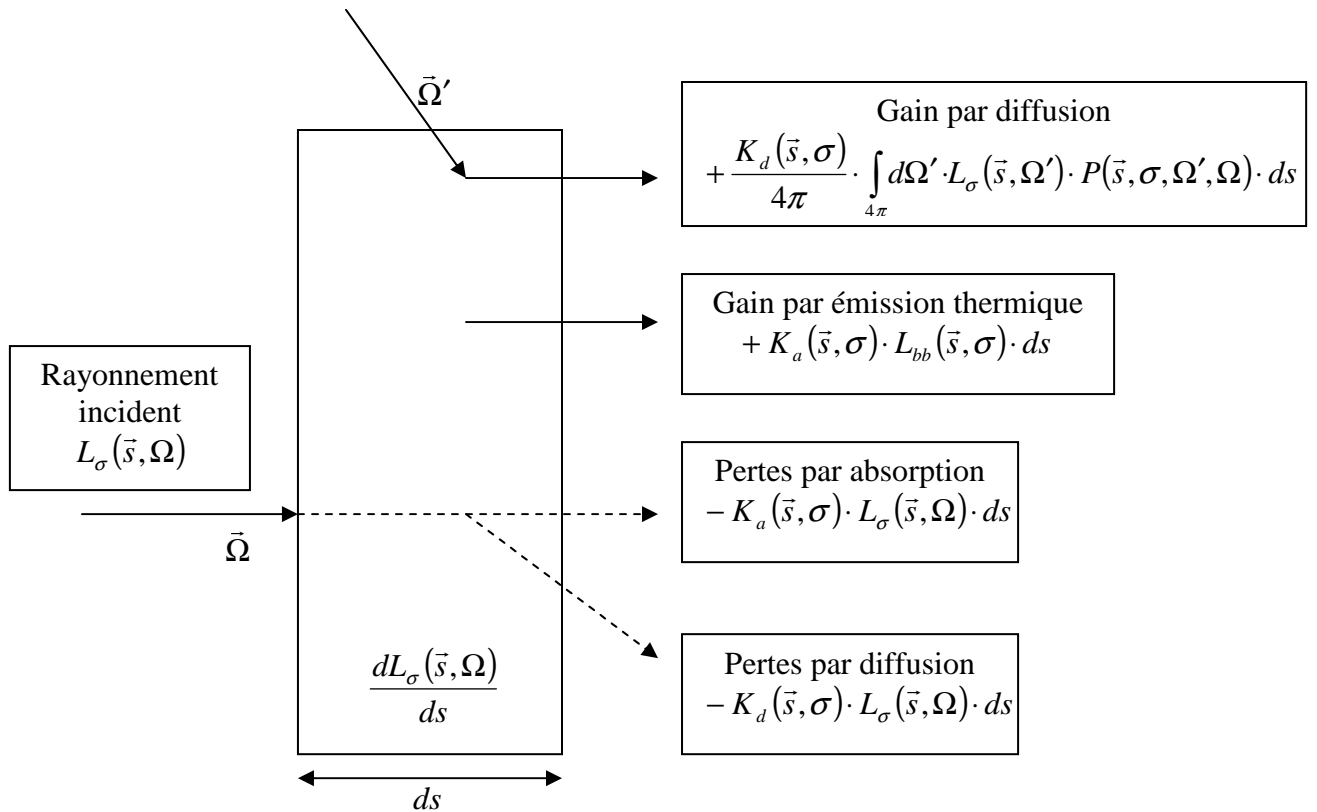 Ω⃗′
Gain par diffusion
+ K_d(s⃗,σ)/4π · ∫_{4π} dΩ′ · L_σ(s⃗,Ω′) · P(s⃗,σ,Ω′,Ω) · ds
Gain par émission thermique
+ K_a(s⃗,σ) · L_bb(s⃗,σ) · ds
Rayonnement
incident
L_σ(s⃗,Ω)
Pertes par absorption
− K_a(s⃗,σ) · L_σ(s⃗,Ω) · ds
Ω⃗
Pertes par diffusion
− K_d(s⃗,σ) · L_σ(s⃗,Ω) · ds
dL_σ(s⃗,Ω)
ds
ds